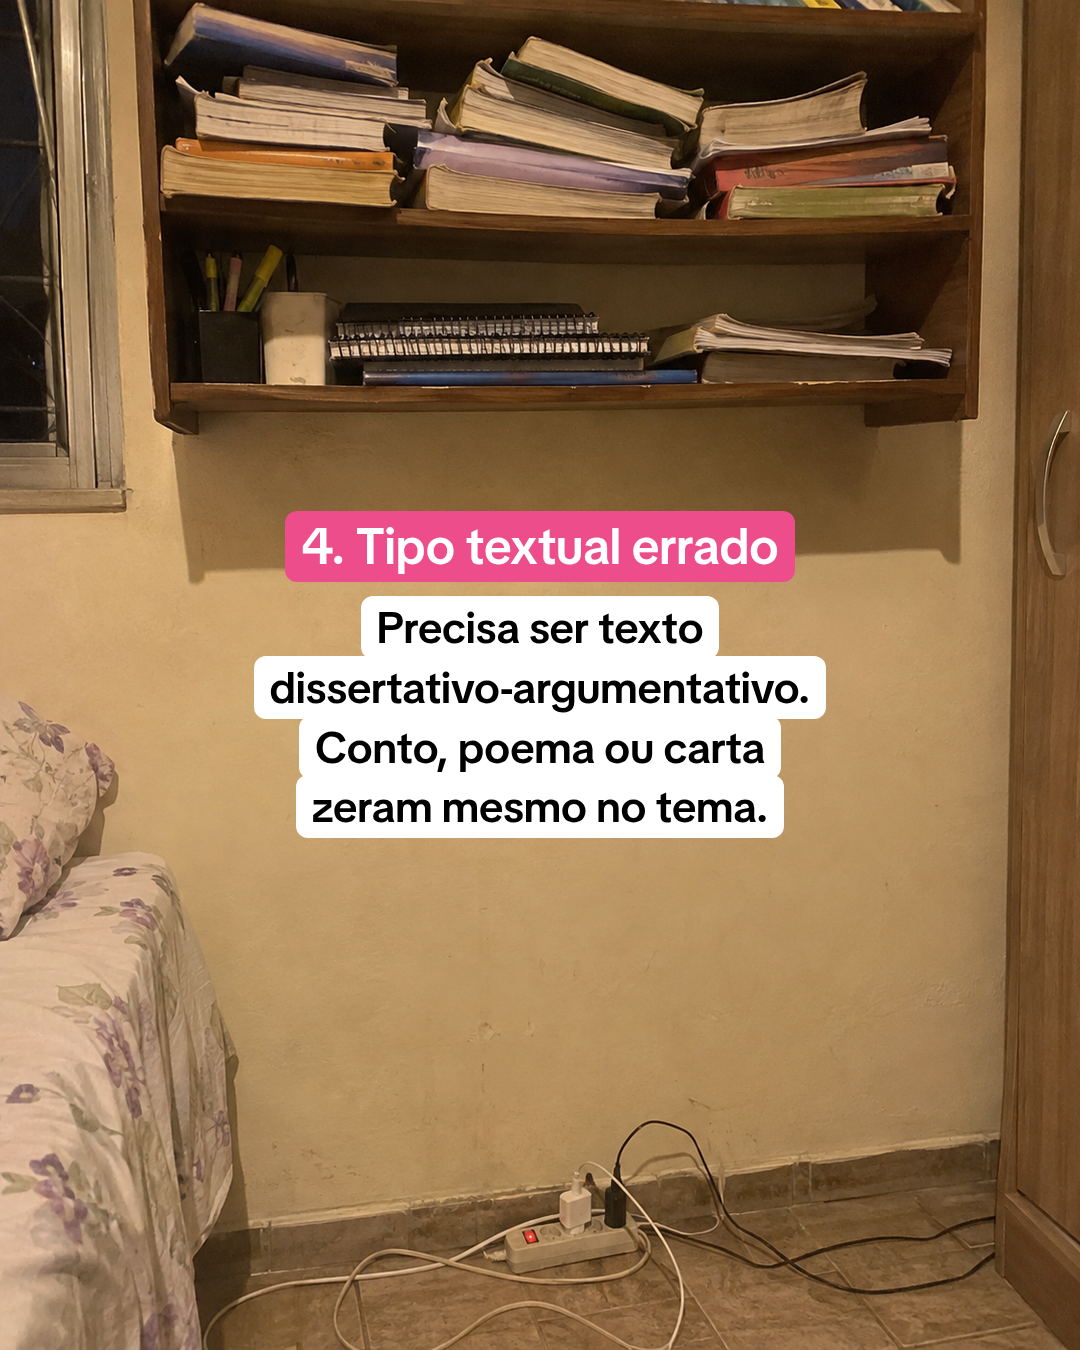 4. Tipo textual errado
Precisa ser texto
dissertativo-argumentativo.
Conto, poema ou carta
zeram mesmo no tema.